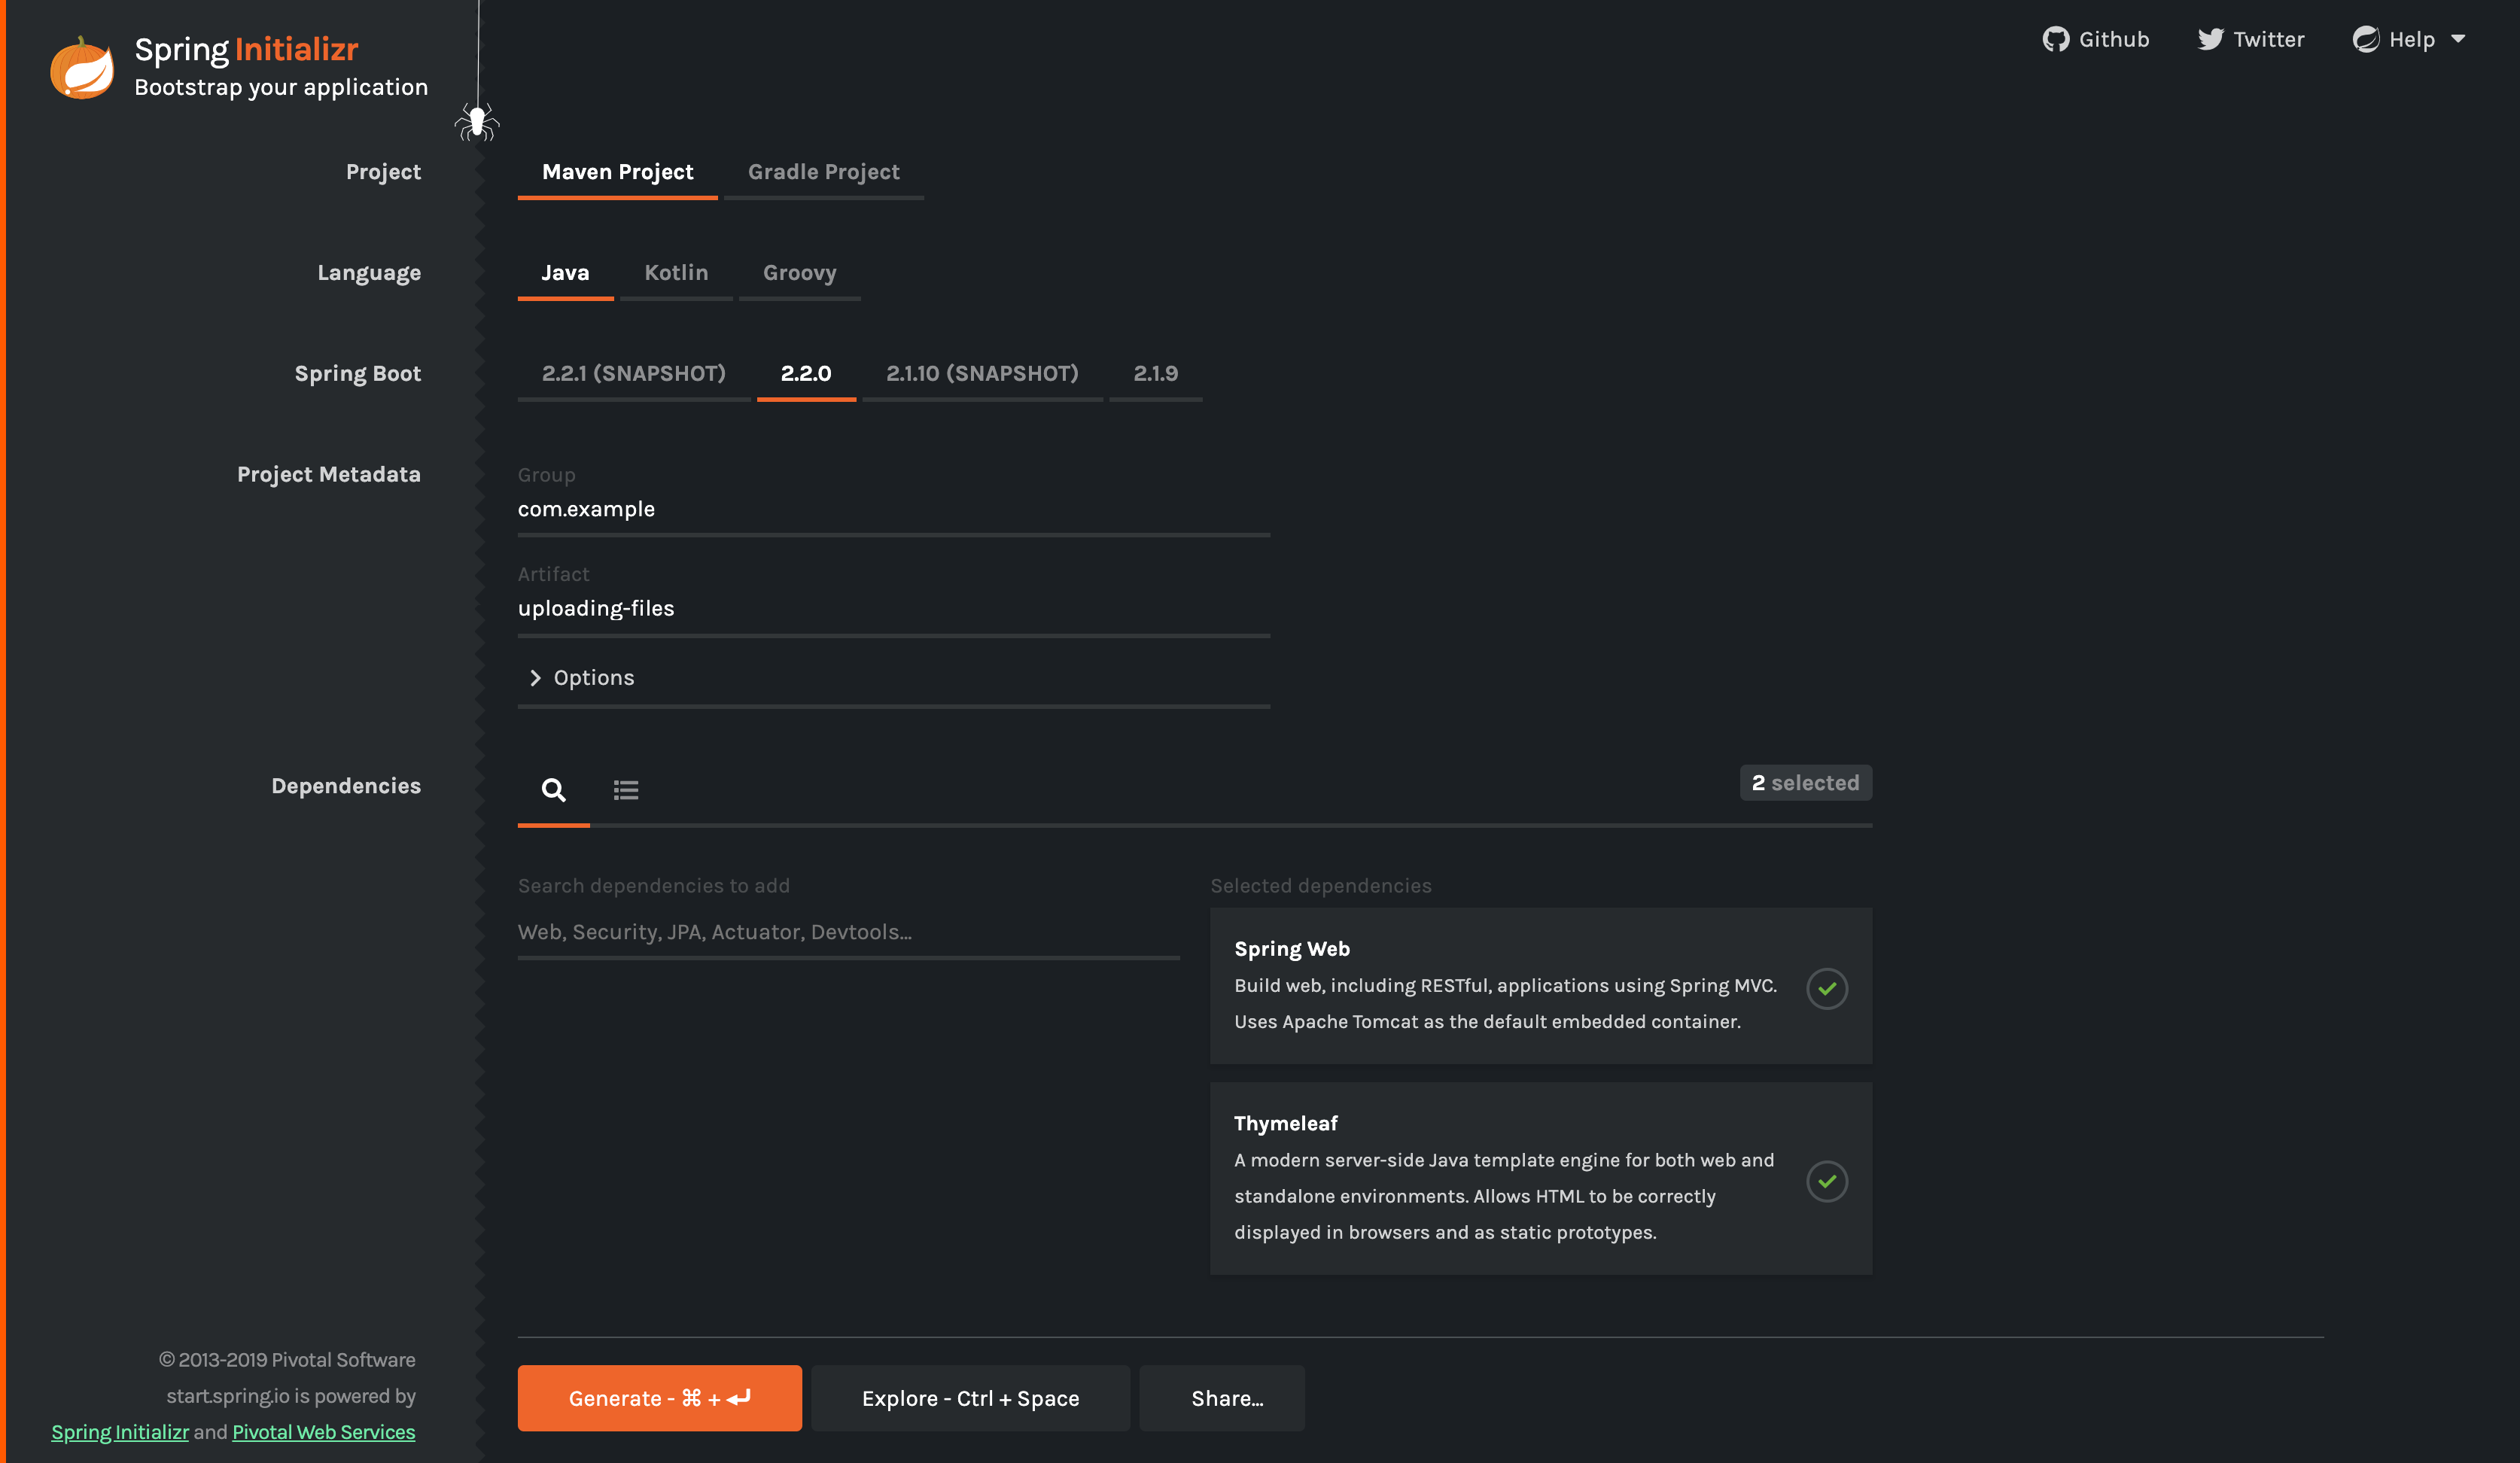 Spring Initializr
Bootstrap your application
Github Twitter Help
Project
Maven Project Gradle Project
Language
Java Kotlin Groovy
Spring Boot
2.2.1 (SNAPSHOT) 2.2.0 2.1.10 (SNAPSHOT) 2.1.9
Project Metadata
Group
com.example
Artifact
uploading-files
Options
Dependencies
2 selected
Search dependencies to add
Web, Security, JPA, Actuator, Devtools...
Selected dependencies
Spring Web
Build web, including RESTful, applications using Spring MVC.
Uses Apache Tomcat as the default embedded container.
Thymeleaf
A modern server-side Java template engine for both web and
standalone environments. Allows HTML to be correctly
displayed in browsers and as static prototypes.
© 2013-2019 Pivotal Software
start.spring.io is powered by
Spring Initializr and Pivotal Web Services
Generate - ⌘ + ↵
Explore - Ctrl + Space
Share...